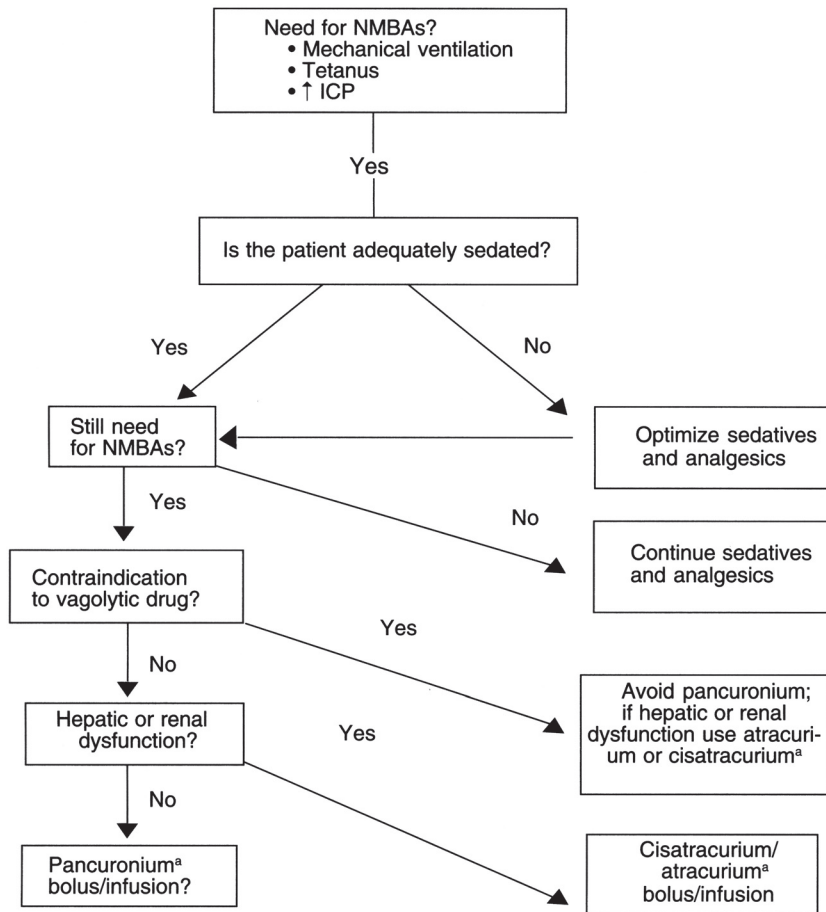 Need for NMBAs?
• Mechanical ventilation
• Tetanus
• ↑ ICP
Yes
Is the patient adequately sedated?
Yes
No
Still need
for NMBAs?
Optimize sedatives
and analgesics
Yes
No
Continue sedatives
and analgesics
Contraindication
to vagolytic drug?
Yes
No
Avoid pancuronium;
if hepatic or renal
dysfunction use atracuri-
um or cisatracuriumᵃ
Hepatic or renal
dysfunction?
Yes
No
Pancuroniumᵃ
bolus/infusion?
Cisatracurium/
atracuriumᵃ
bolus/infusion